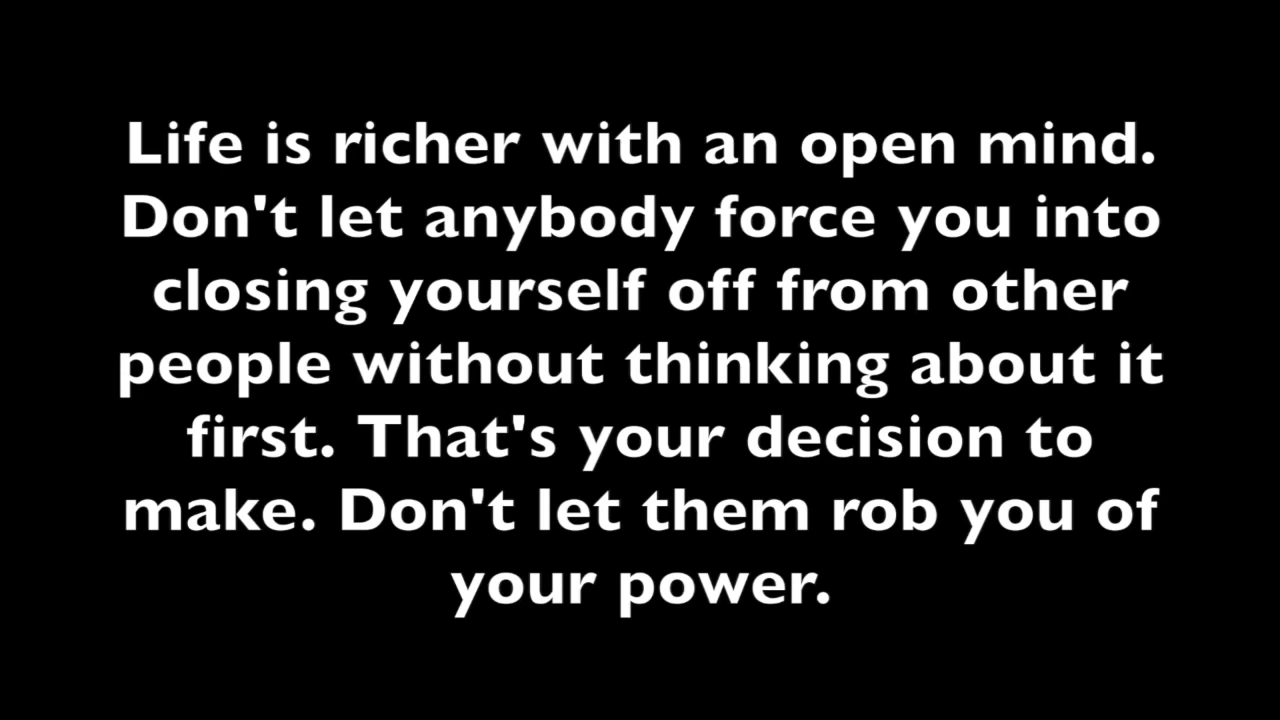 Life is richer with an open mind.
Don't let anybody force you into
closing yourself off from other
people without thinking about it
first. That's your decision to
make. Don't let them rob you of
your power.